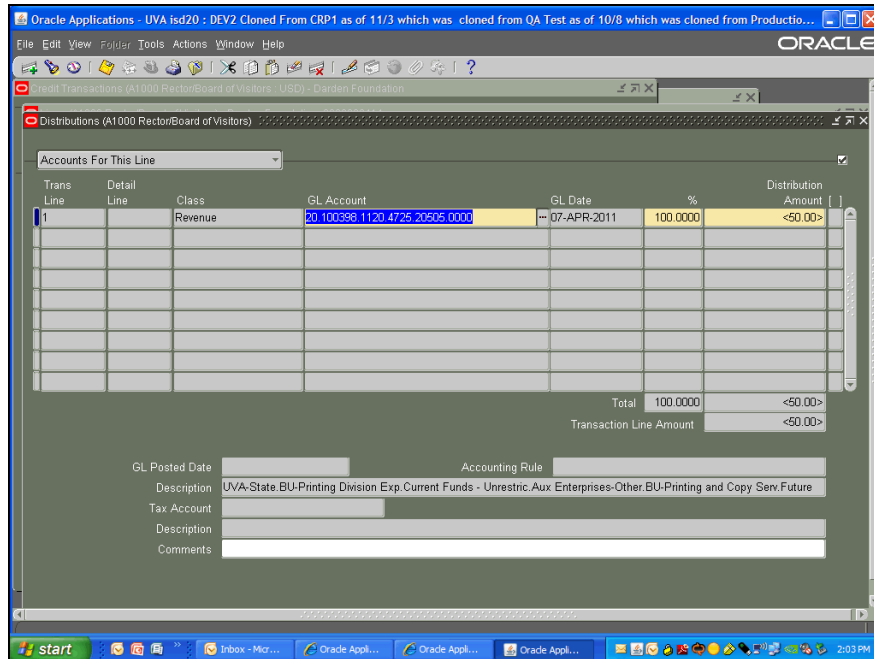 Oracle Applications - UVA isd20 : DEV2 Cloned From CRP1 as of 11/3 which was cloned from QA Test as of 10/8 which was cloned from Productio...
File Edit View Folder Tools Actions Window Help
ORACLE
Credit Transactions (A1000 Rector/Board of Visitors : USD) - Darden Foundation
Distributions (A1000 Rector/Board of Visitors)
Accounts For This Line
Trans Detail Distribution
Line Line Class GL Account GL Date % Amount [ ]
1 Revenue 20.100398.1120.4725.20505.0000 ... 07-APR-2011 100.0000 <50.00>
Total 100.0000 <50.00>
Transaction Line Amount <50.00>
GL Posted Date Accounting Rule
Description UVA-State.BU-Printing Division Exp.Current Funds - Unrestric.Aux Enterprises-Other.BU-Printing and Copy Serv.Future
Tax Account
Description
Comments
start Inbox - Micr... Oracle Appli... Oracle Appli... Oracle Appli... 2:03 PM